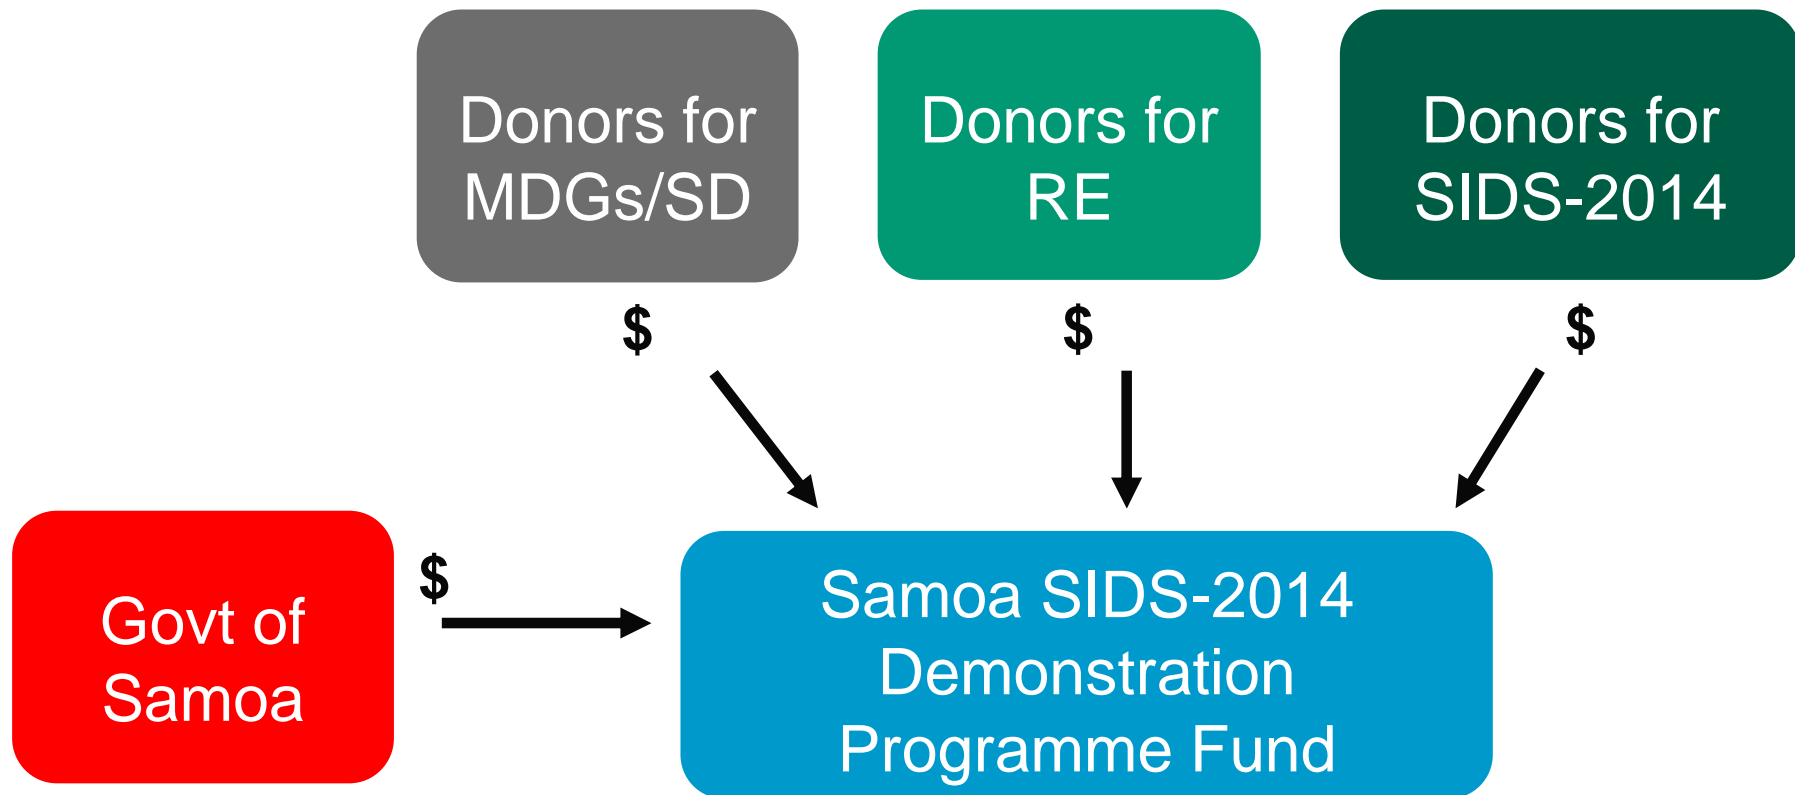 Donors for
MDGs/SD
Donors for
RE
Donors for
SIDS-2014
$
$
$
$
Govt of
Samoa
Samoa SIDS-2014
Demonstration
Programme Fund